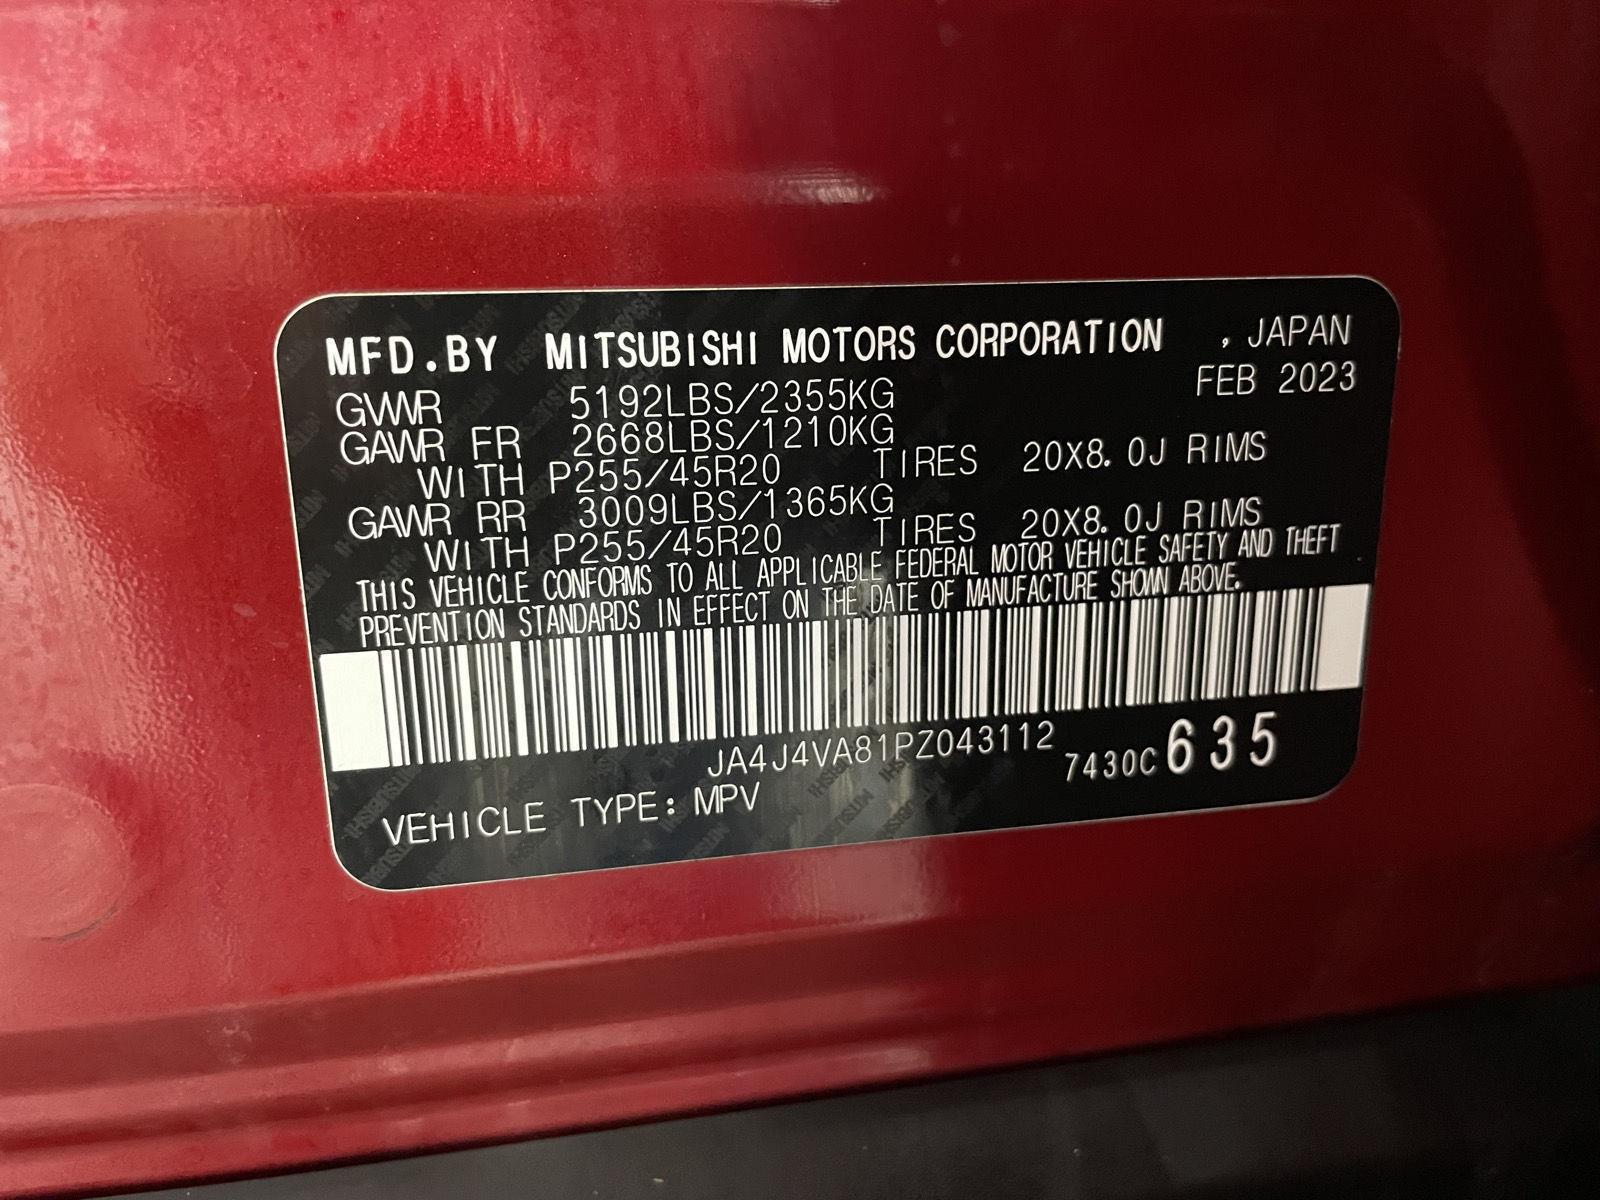 MFD.BY MITSUBISHI MOTORS CORPORATION , JAPAN
FEB 2023
GVWR 5192LBS/2355KG
GAWR FR 2668LBS/1210KG
WITH P255/45R20 TIRES 20X8.0J RIMS
GAWR RR 3009LBS/1365KG
WITH P255/45R20 TIRES 20X8.0J RIMS
THIS VEHICLE CONFORMS TO ALL APPLICABLE FEDERAL MOTOR VEHICLE SAFETY AND THEFT
PREVENTION STANDARDS IN EFFECT ON THE DATE OF MANUFACTURE SHOWN ABOVE.
JA4J4VA81PZ043112 7430C 635
VEHICLE TYPE: MPV